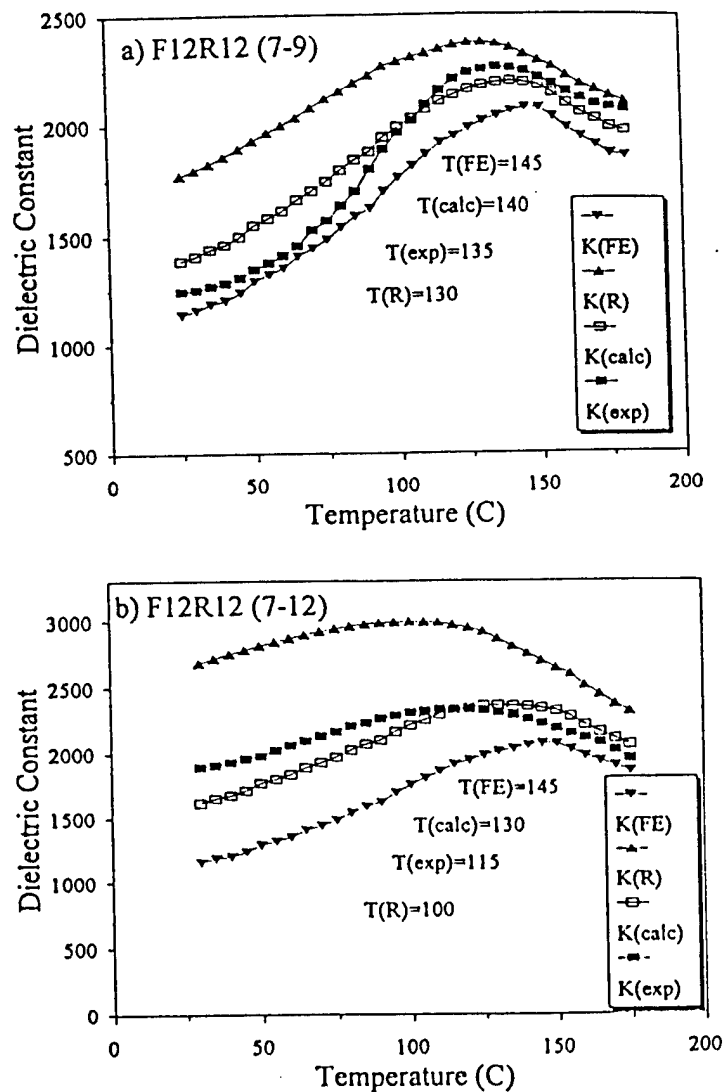 a) F12R12 (7-9)
2500
2000
1500
1000
500
Dielectric Constant
T(FE)=145
T(calc)=140
T(exp)=135
T(R)=130
K(FE)
K(R)
K(calc)
K(exp)
0
50
100
150
200
Temperature (C)
b) F12R12 (7-12)
3000
2500
2000
1500
1000
500
0
Dielectric Constant
T(FE)=145
T(calc)=130
T(exp)=115
T(R)=100
K(FE)
K(R)
K(calc)
K(exp)
0
50
100
150
200
Temperature (C)